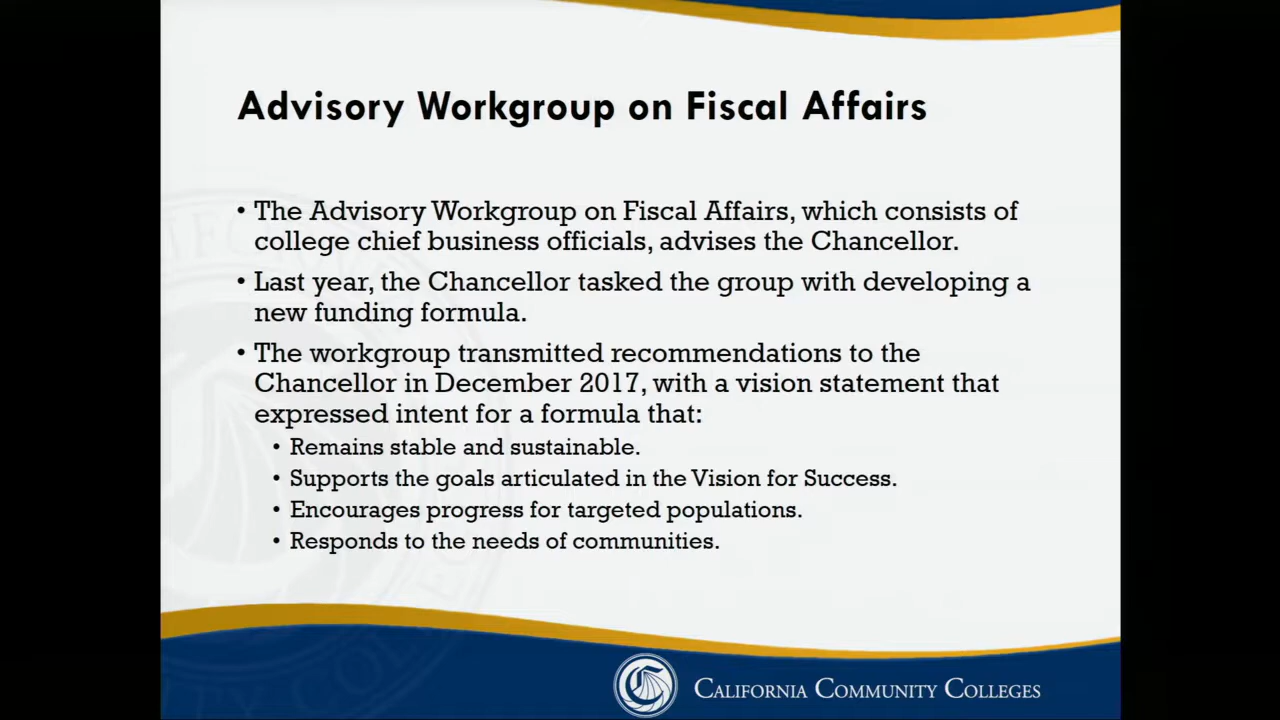 Advisory Workgroup on Fiscal Affairs
• The Advisory Workgroup on Fiscal Affairs, which consists of
college chief business officials, advises the Chancellor.
• Last year, the Chancellor tasked the group with developing a
new funding formula.
• The workgroup transmitted recommendations to the
Chancellor in December 2017, with a vision statement that
expressed intent for a formula that:
• Remains stable and sustainable.
• Supports the goals articulated in the Vision for Success.
• Encourages progress for targeted populations.
• Responds to the needs of communities.
CALIFORNIA COMMUNITY COLLEGES